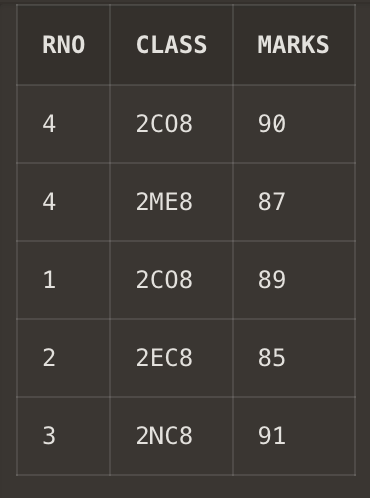 RNO CLASS MARKS
4 2CO8 90
4 2ME8 87
1 2CO8 89
2 2EC8 85
3 2NC8 91